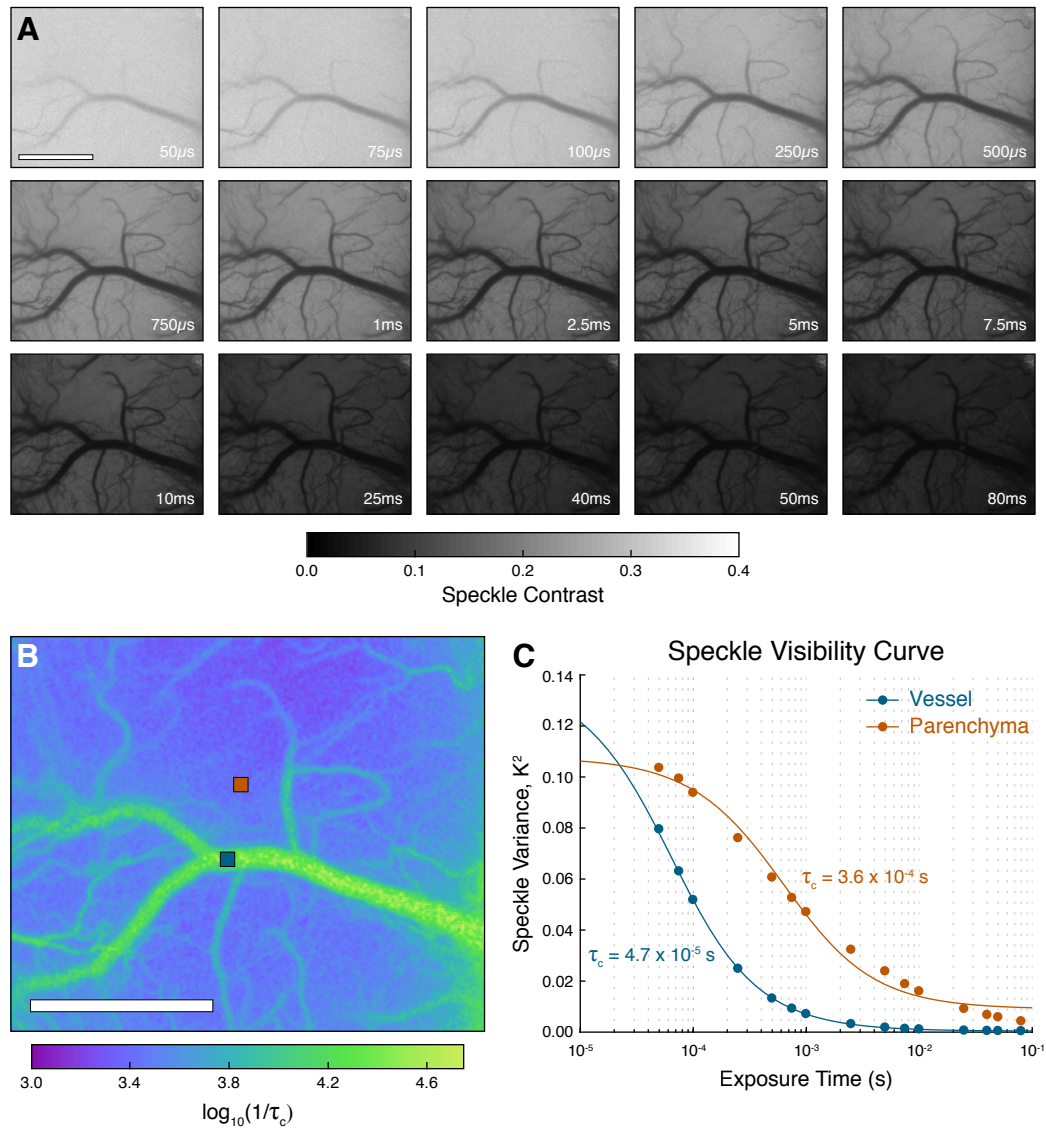 A
50µs
75µs
100µs
250µs
500µs
750µs
1ms
2.5ms
5ms
7.5ms
10ms
25ms
40ms
50ms
80ms
0.0 0.1 0.2 0.3 0.4
Speckle Contrast
B
3.0 3.4 3.8 4.2 4.6
log₁₀(1/τc)
C
Speckle Visibility Curve
Vessel
Parenchyma
0.14
0.12
0.10
0.08
0.06
0.04
0.02
0.00
Speckle Variance, K²
τc = 3.6 x 10⁻⁴ s
τc = 4.7 x 10⁻⁵ s
10⁻⁵ 10⁻⁴ 10⁻³ 10⁻² 10⁻¹
Exposure Time (s)